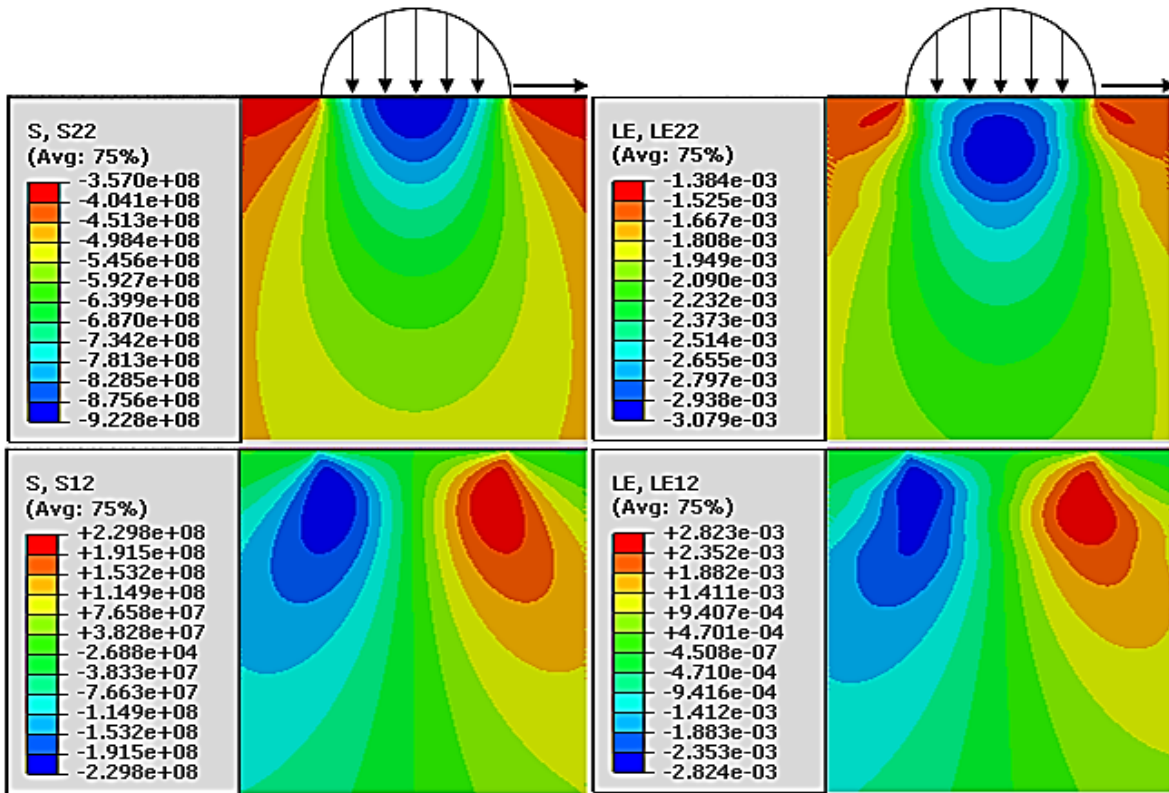 S, S22
(Avg: 75%)
-3.570e+08
-4.041e+08
-4.513e+08
-4.984e+08
-5.456e+08
-5.927e+08
-6.399e+08
-6.870e+08
-7.342e+08
-7.813e+08
-8.285e+08
-8.756e+08
-9.228e+08
LE, LE22
(Avg: 75%)
-1.384e-03
-1.525e-03
-1.667e-03
-1.808e-03
-1.949e-03
-2.090e-03
-2.232e-03
-2.373e-03
-2.514e-03
-2.655e-03
-2.797e-03
-2.938e-03
-3.079e-03
S, S12
(Avg: 75%)
+2.298e+08
+1.915e+08
+1.532e+08
+1.149e+08
+7.658e+07
+3.828e+07
-2.688e+04
-3.833e+07
-7.663e+07
-1.149e+08
-1.532e+08
-1.915e+08
-2.298e+08
LE, LE12
(Avg: 75%)
+2.823e-03
+2.352e-03
+1.882e-03
+1.411e-03
+9.407e-04
+4.701e-04
-4.508e-07
-4.710e-04
-9.416e-04
-1.412e-03
-1.883e-03
-2.353e-03
-2.824e-03